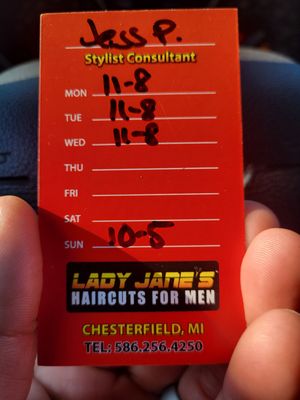 Jess P.
Stylist Consultant
MON 11-8
TUE 11-8
WED 11-8
THU
FRI
SAT
SUN 10-5
LADY JANE'S
HAIRCUTS FOR MEN
CHESTERFIELD, MI
TEL: 586.256.4250